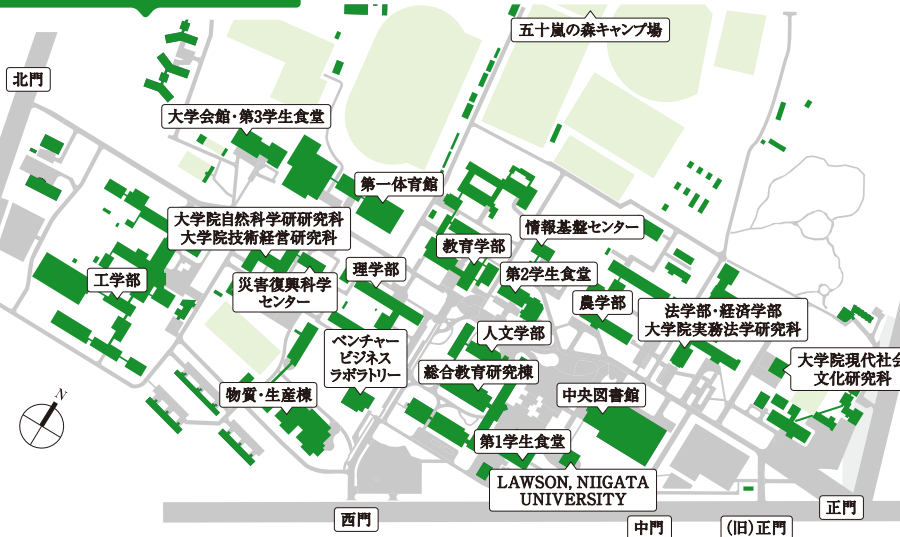 五十嵐の森キャンプ場
北門
大学会館・第3学生食堂
第一体育館
大学院自然科学研研究科
大学院技術経営研究科
情報基盤センター
教育学部
理学部
第2学生食堂
工学部
災害復興科学
センター
農学部
法学部・経済学部
大学院実務法学研究科
人文学部
ベンチャー
ビジネス
ラボラトリー
大学院現代社会
文化研究科
総合教育研究棟
物質・生産棟
中央図書館
N
第1学生食堂
LAWSON, NIIGATA
UNIVERSITY
正門
西門
中門
(旧)正門